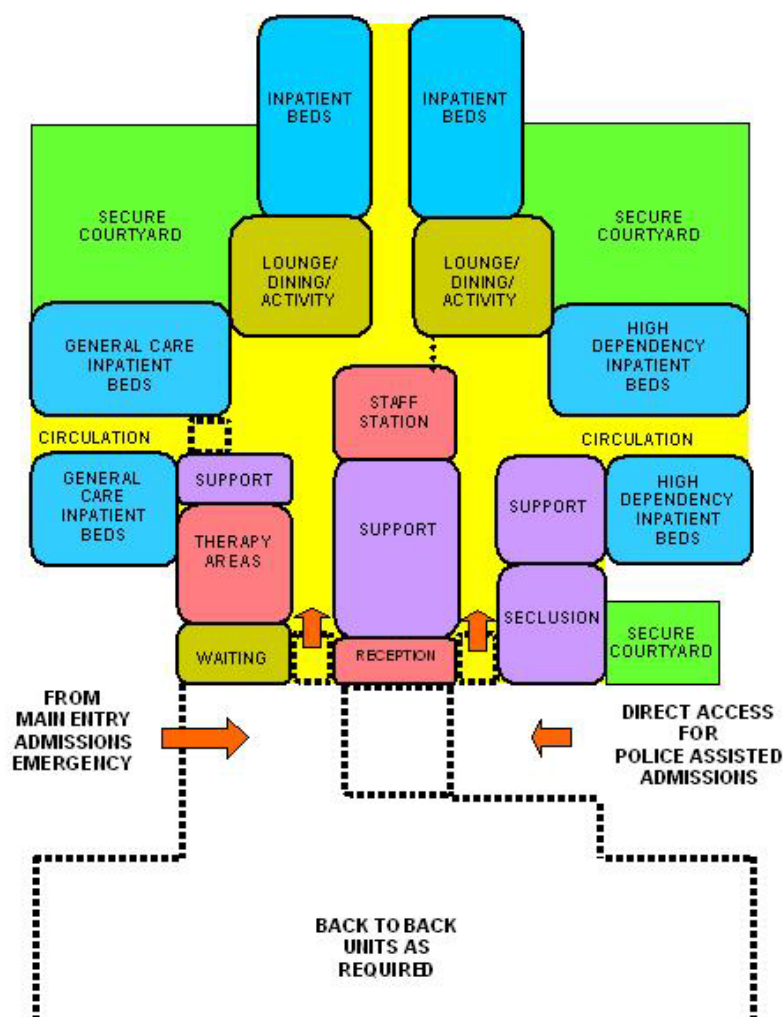 INPATIENT
BEDS
INPATIENT
BEDS
SECURE
COURTYARD
SECURE
COURTYARD
LOUNGE/
DINING/
ACTIVITY
LOUNGE/
DINING/
ACTIVITY
GENERAL CARE
INPATIENT
BEDS
HIGH
DEPENDENCY
INPATIENT
BEDS
STAFF
STATION
CIRCULATION
CIRCULATION
GENERAL
CARE
INPATIENT
BEDS
SUPPORT
SUPPORT
SUPPORT
HIGH
DEPENDENCY
INPATIENT
BEDS
THERAPY
AREAS
SECLUSION
WAITING
RECEPTION
SECURE
COURTYARD
FROM
MAIN ENTRY
ADMISSIONS
EMERGENCY
DIRECT ACCESS
FOR
POLICE ASSISTED
ADMISSIONS
BACK TO BACK
UNITS AS
REQUIRED